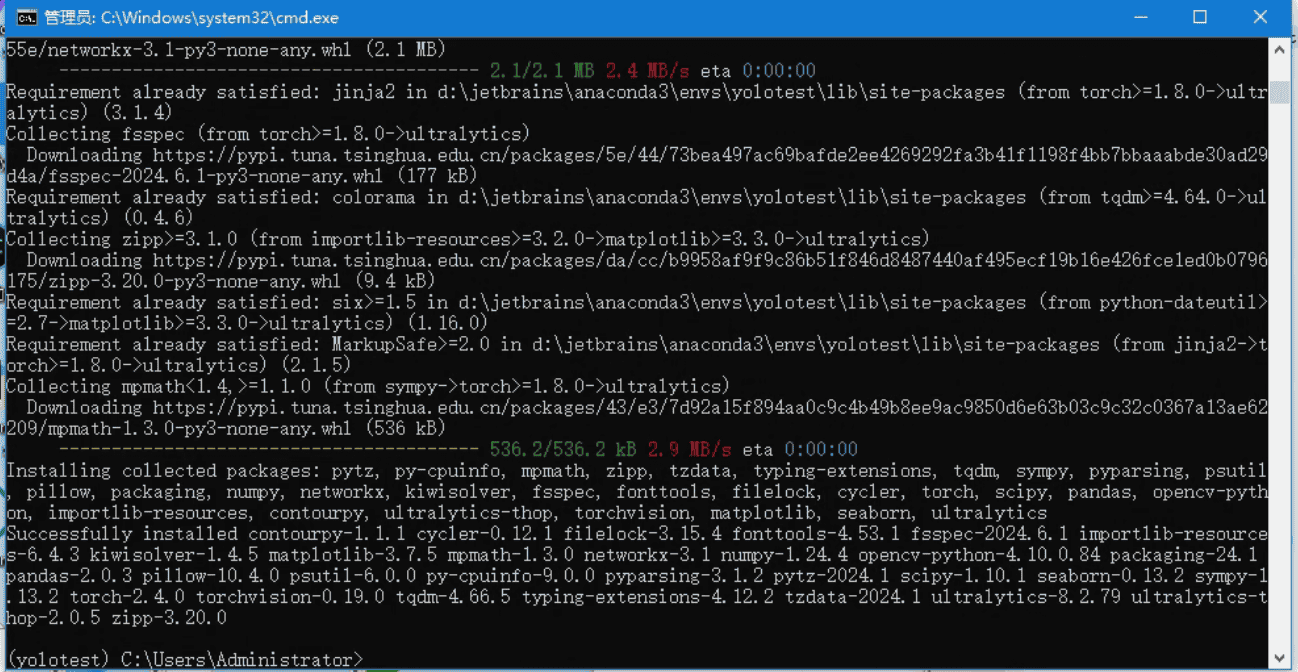 管理员: C:\Windows\system32\cmd.exe
55e/networkx-3.1-py3-none-any.whl (2.1 MB)
---------------------------------------- 2.1/2.1 MB 2.4 MB/s eta 0:00:00
Requirement already satisfied: jinja2 in d:\jetbrains\anaconda3\envs\yolotest\lib\site-packages (from torch>=1.8.0->ultr
alytics) (3.1.4)
Collecting fsspec (from torch>=1.8.0->ultralytics)
  Downloading https://pypi.tuna.tsinghua.edu.cn/packages/5e/44/73bea497ac69bafde2ee4269292fa3b41f1198f4bb7bbaaabde30ad29
d4a/fsspec-2024.6.1-py3-none-any.whl (177 kB)
Requirement already satisfied: colorama in d:\jetbrains\anaconda3\envs\yolotest\lib\site-packages (from tqdm>=4.64.0->ul
tralytics) (0.4.6)
Collecting zipp>=3.1.0 (from importlib-resources>=3.2.0->matplotlib>=3.3.0->ultralytics)
  Downloading https://pypi.tuna.tsinghua.edu.cn/packages/da/cc/b9958af9f9c86b51f846d8487440af495ecf19b16e426fce1ed0b0796
175/zipp-3.20.0-py3-none-any.whl (9.4 kB)
Requirement already satisfied: six>=1.5 in d:\jetbrains\anaconda3\envs\yolotest\lib\site-packages (from python-dateutil>
=2.7->matplotlib>=3.3.0->ultralytics) (1.16.0)
Requirement already satisfied: MarkupSafe>=2.0 in d:\jetbrains\anaconda3\envs\yolotest\lib\site-packages (from jinja2->t
orch>=1.8.0->ultralytics) (2.1.5)
Collecting mpmath<1.4,>=1.1.0 (from sympy->torch>=1.8.0->ultralytics)
  Downloading https://pypi.tuna.tsinghua.edu.cn/packages/43/e3/7d92a15f894aa0c9c4b49b8ee9ac9850d6e63b03c9c32c0367a13ae62
209/mpmath-1.3.0-py3-none-any.whl (536 kB)
---------------------------------------- 536.2/536.2 kB 2.9 MB/s eta 0:00:00
Installing collected packages: pytz, py-cpuinfo, mpmath, zipp, tzdata, typing-extensions, tqdm, sympy, pyparsing, psutil
, pillow, packaging, numpy, networkx, kiwisolver, fsspec, fonttools, filelock, cycler, torch, scipy, pandas, opencv-pyth
on, importlib-resources, contourpy, ultralytics-thop, torchvision, matplotlib, seaborn, ultralytics
Successfully installed contourpy-1.1.1 cycler-0.12.1 filelock-3.15.4 fonttools-4.53.1 fsspec-2024.6.1 importlib-resource
s-6.4.3 kiwisolver-1.4.5 matplotlib-3.7.5 mpmath-1.3.0 networkx-3.1 numpy-1.24.4 opencv-python-4.10.0.84 packaging-24.1
pandas-2.0.3 pillow-10.4.0 psutil-6.0.0 py-cpuinfo-9.0.0 pyparsing-3.1.2 pytz-2024.1 scipy-1.10.1 seaborn-0.13.2 sympy-1
.13.2 torch-2.4.0 torchvision-0.19.0 tqdm-4.66.5 typing-extensions-4.12.2 tzdata-2024.1 ultralytics-8.2.79 ultralytics-t
hop-2.0.5 zipp-3.20.0
(yolotest) C:\Users\Administrator>